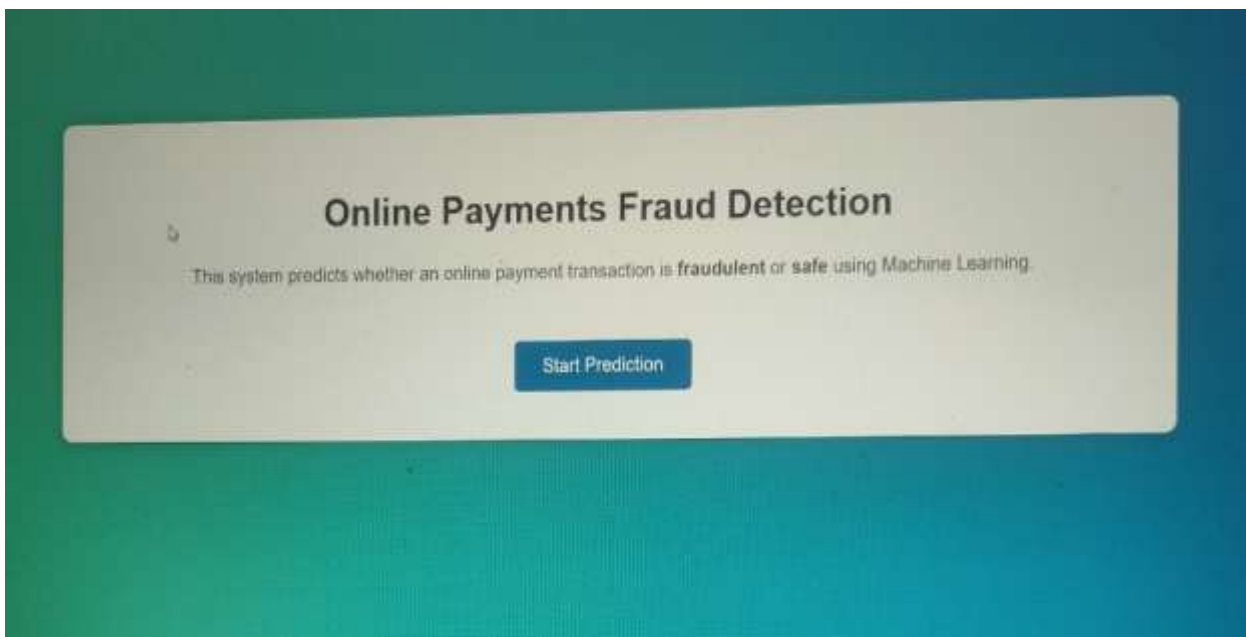 Online Payments Fraud Detection
This system predicts whether an online payment transaction is fraudulent or safe using Machine Learning.
Start Prediction